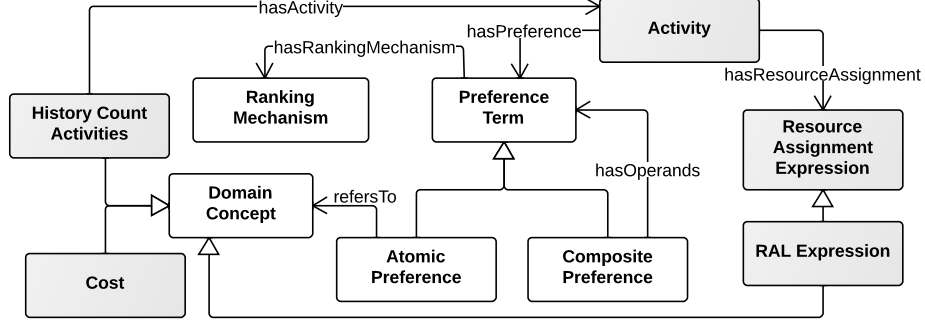 hasActivity
Activity
hasPreference
hasRankingMechanism
hasResourceAssignment
Ranking
Mechanism
Preference
Term
History Count
Activities
Resource
Assignment
Expression
hasOperands
Domain
Concept
refersTo
Atomic
Preference
Composite
Preference
RAL Expression
Cost